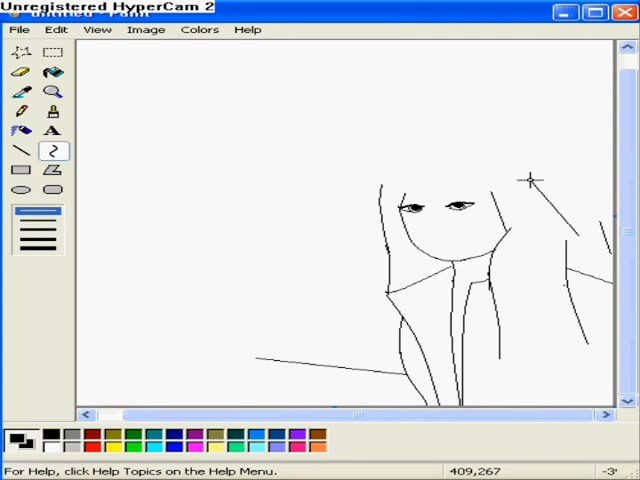 Unregistered HyperCam 2
File Edit View Image Colors Help
A
For Help, click Help Topics on the Help Menu. 409,267 -3'